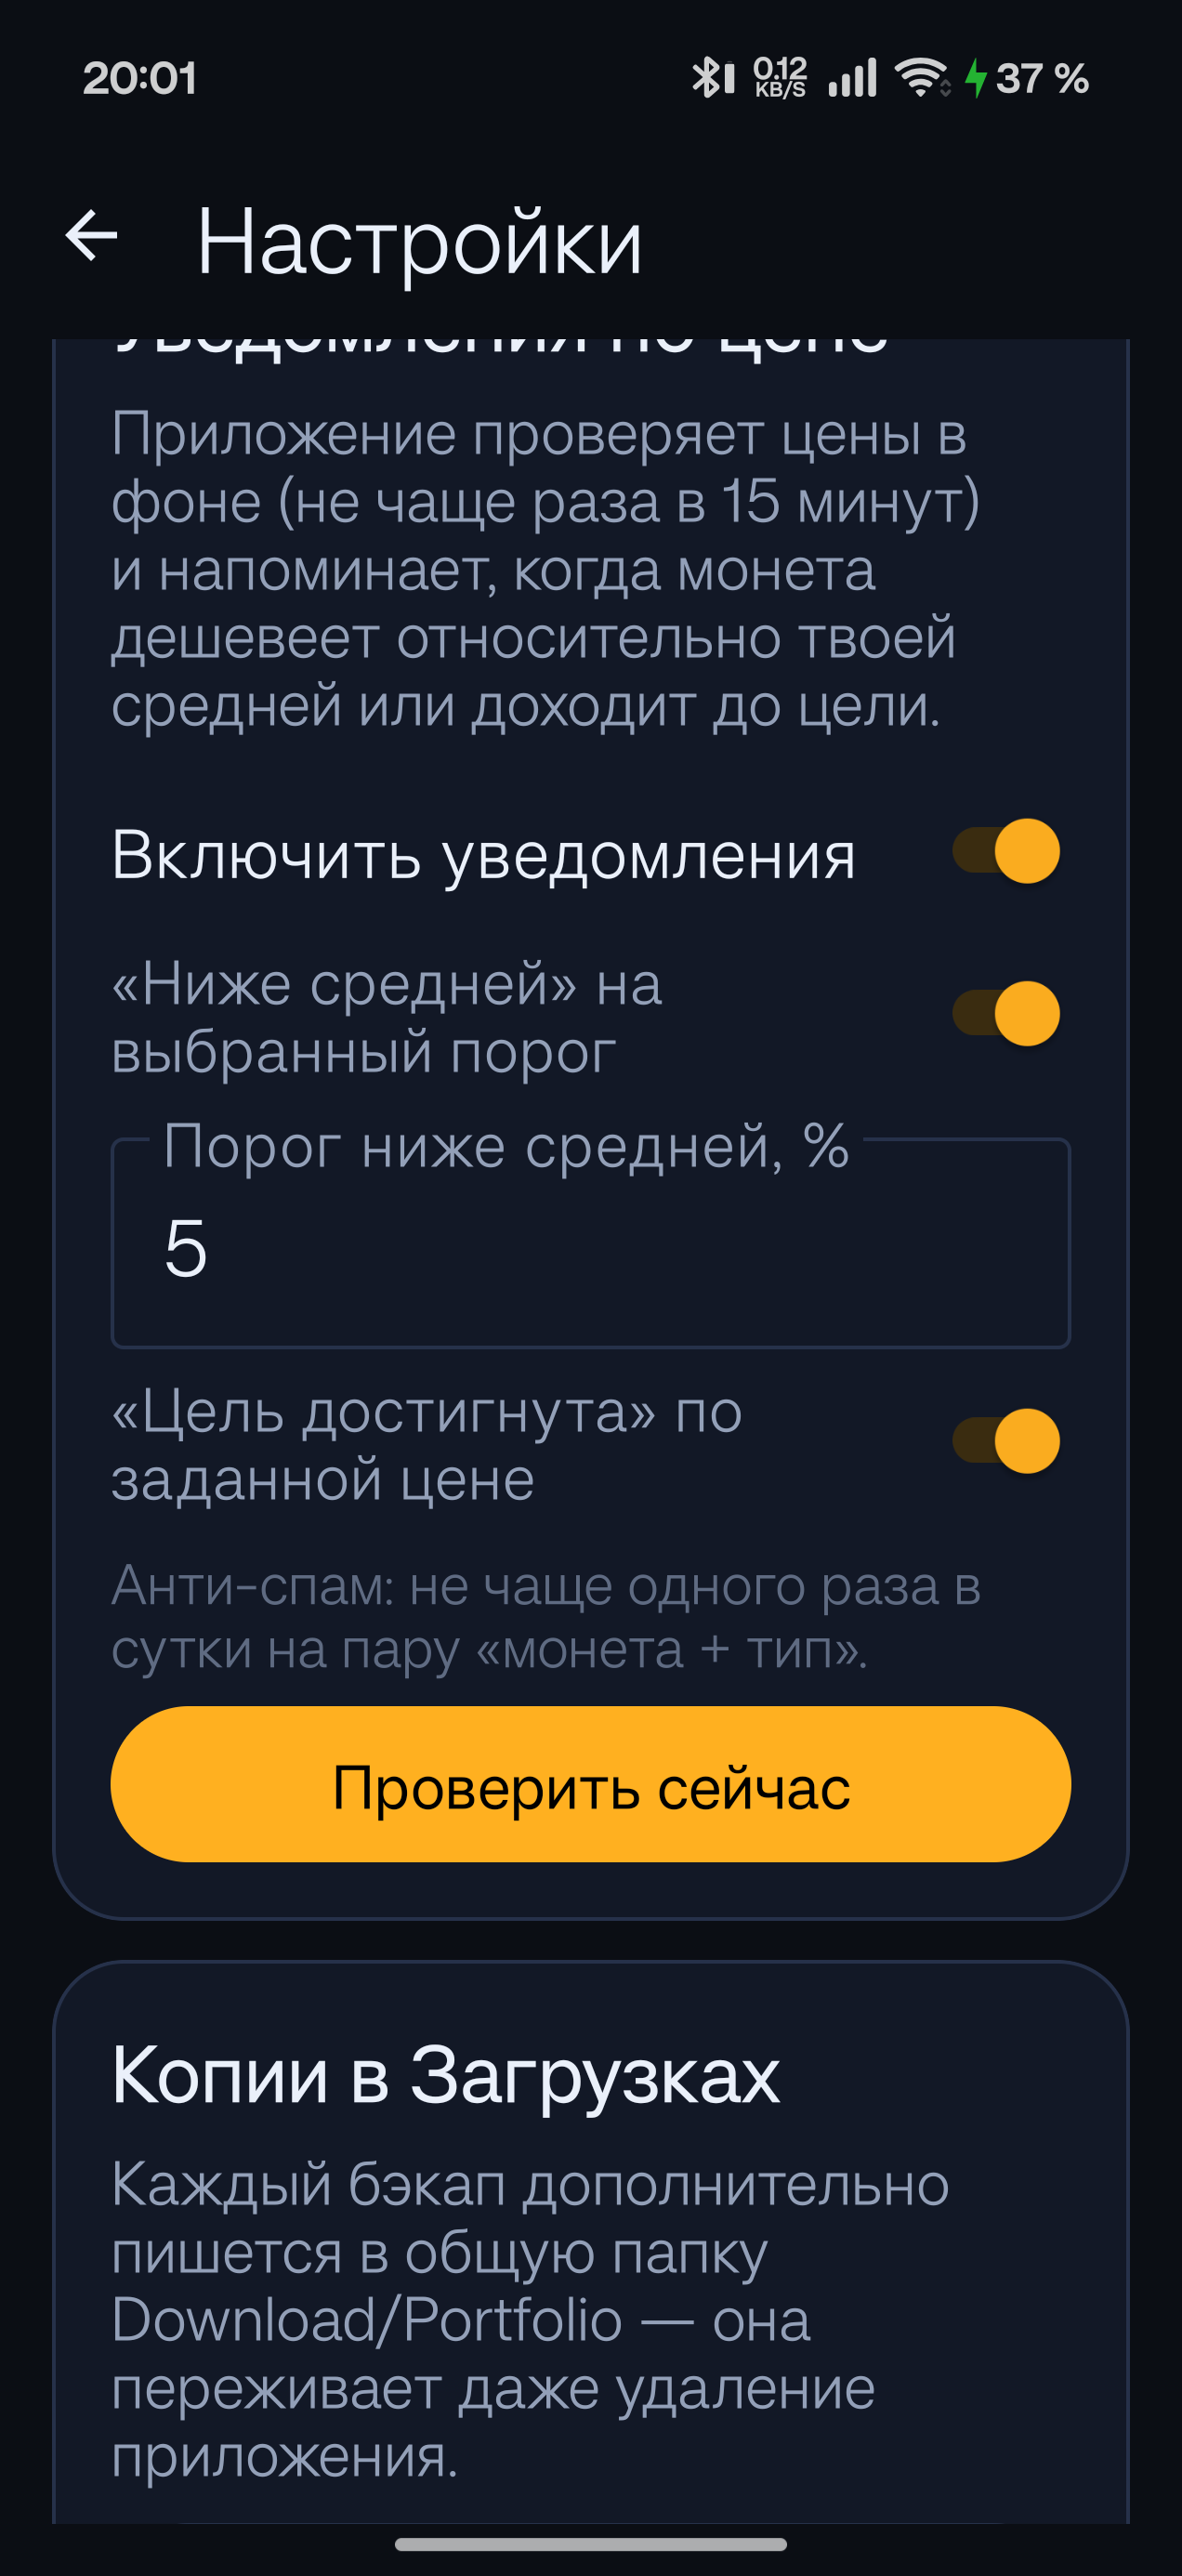 20:01
0.12
KB/S
37 %
Настройки
Уведомления по цене
Приложение проверяет цены в
фоне (не чаще раза в 15 минут)
и напоминает, когда монета
дешевеет относительно твоей
средней или доходит до цели.
Включить уведомления
«Ниже средней» на
выбранный порог
Порог ниже средней, %
5
«Цель достигнута» по
заданной цене
Анти-спам: не чаще одного раза в
сутки на пару «монета + тип».
Проверить сейчас
Копии в Загрузках
Каждый бэкап дополнительно
пишется в общую папку
Download/Portfolio — она
переживает даже удаление
приложения.